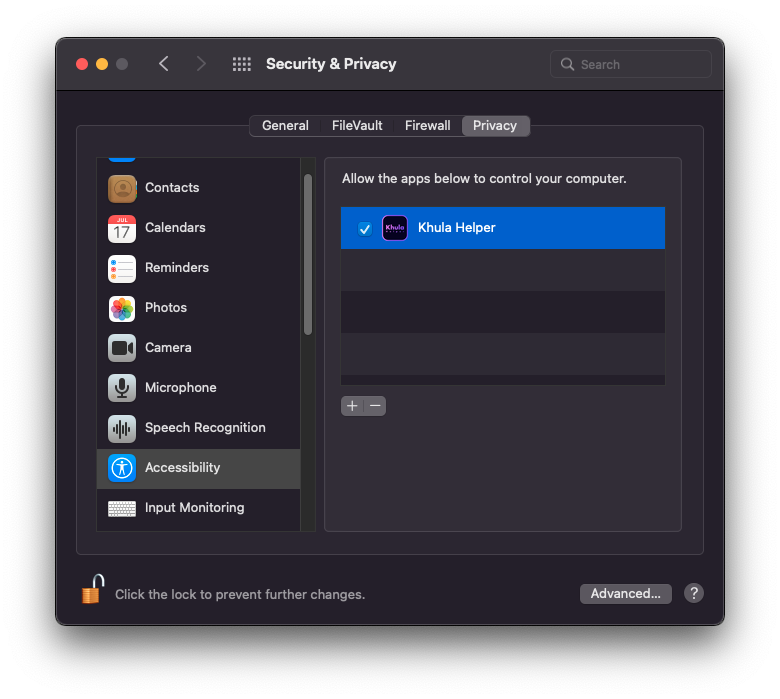 Security & Privacy
Search
General
FileVault
Firewall
Privacy
Contacts
JUL
17
Calendars
Reminders
Photos
Camera
Microphone
Speech Recognition
Accessibility
Input Monitoring
Allow the apps below to control your computer.
Khula
Khula Helper
+ −
Click the lock to prevent further changes.
Advanced...
?